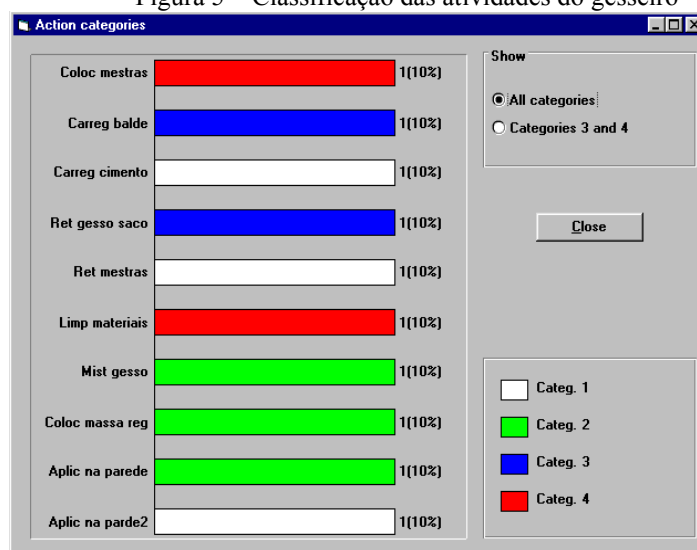 Figura 5 – Classificação das atividades do gesseiro
Action categories
Coloc mestras 1(10%)
Carreg balde 1(10%)
Carreg cimento 1(10%)
Ret gesso saco 1(10%)
Ret mestras 1(10%)
Limp materiais 1(10%)
Mist gesso 1(10%)
Coloc massa reg 1(10%)
Aplic na parede 1(10%)
Aplic na parde2 1(10%)
Show
All categories
Categories 3 and 4
Close
Categ. 1
Categ. 2
Categ. 3
Categ. 4